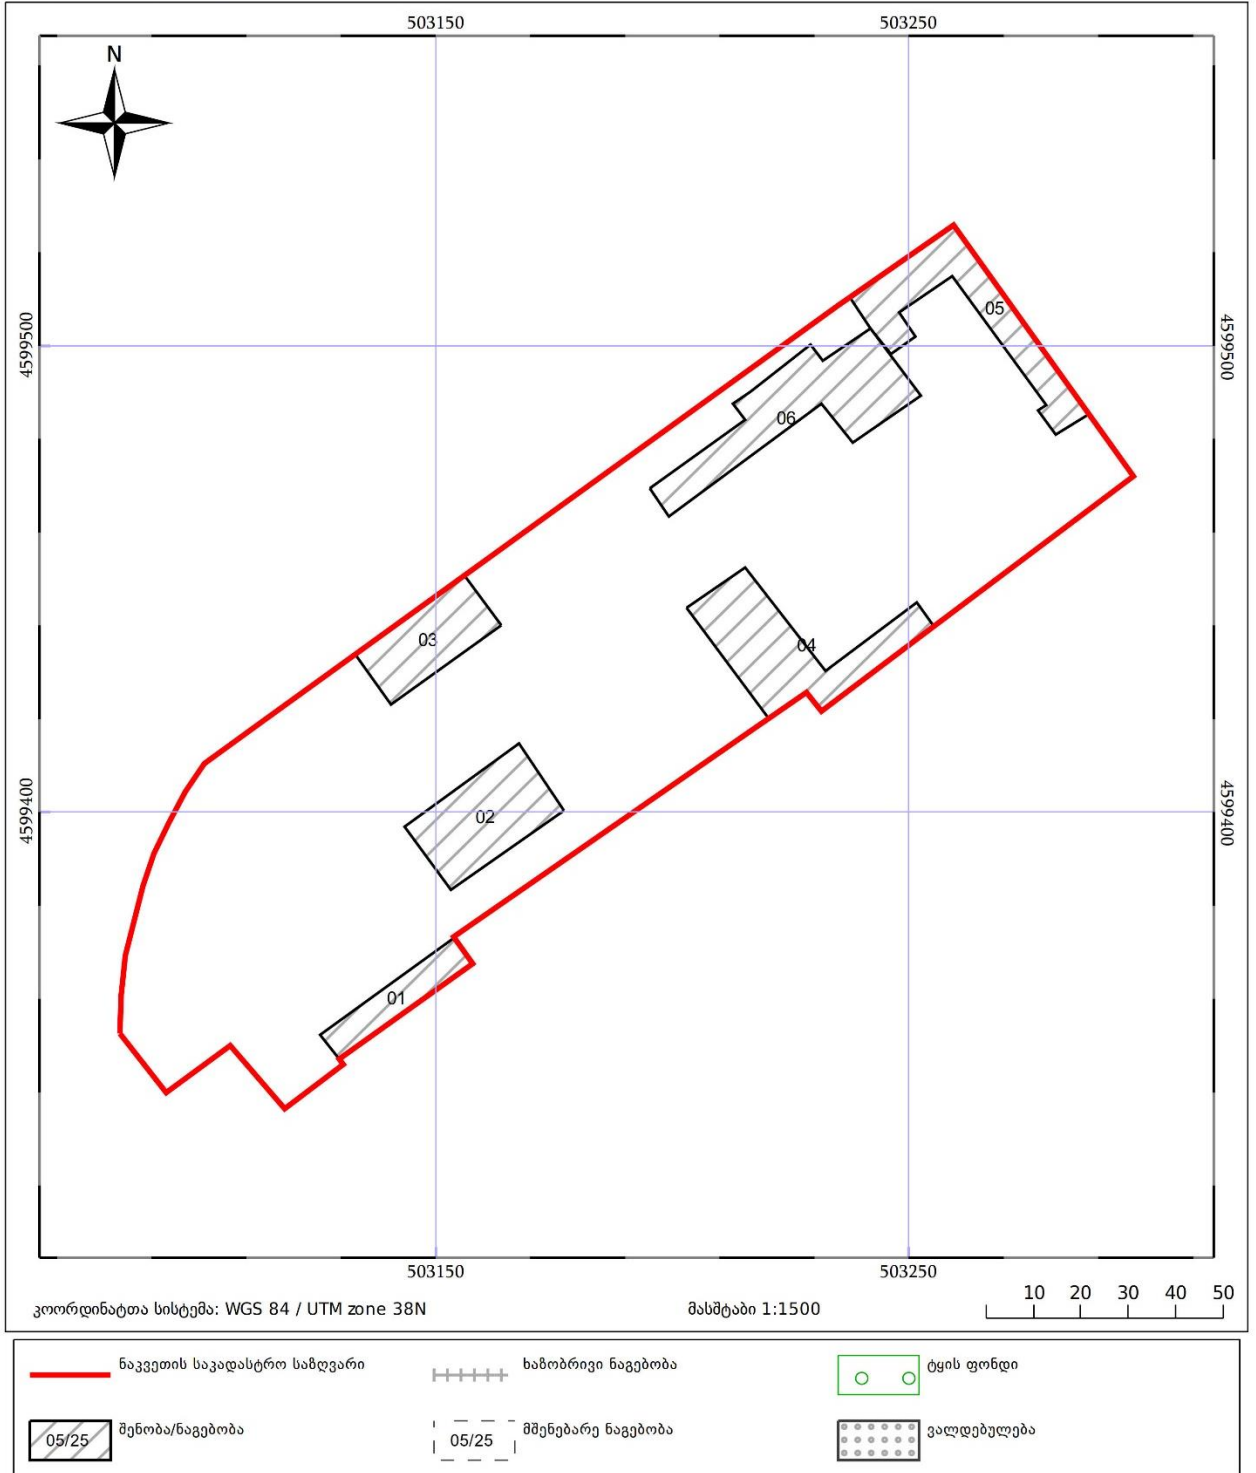 503150 503250
N
4599500 4599500
05
06
03
04
4599400 4599400
02
01
503150 503250
კოორდინატთა სისტემა: WGS 84 / UTM zone 38N მასშტაბი 1:1500 10 20 30 40 50
ნაკვეთის საკადასტრო საზღვარი ხაზობრივი ნაგებობა ტყის ფონდი
05/25 შენობა/ნაგებობა 05/25 მშენებარე ნაგებობა ვალდებულება